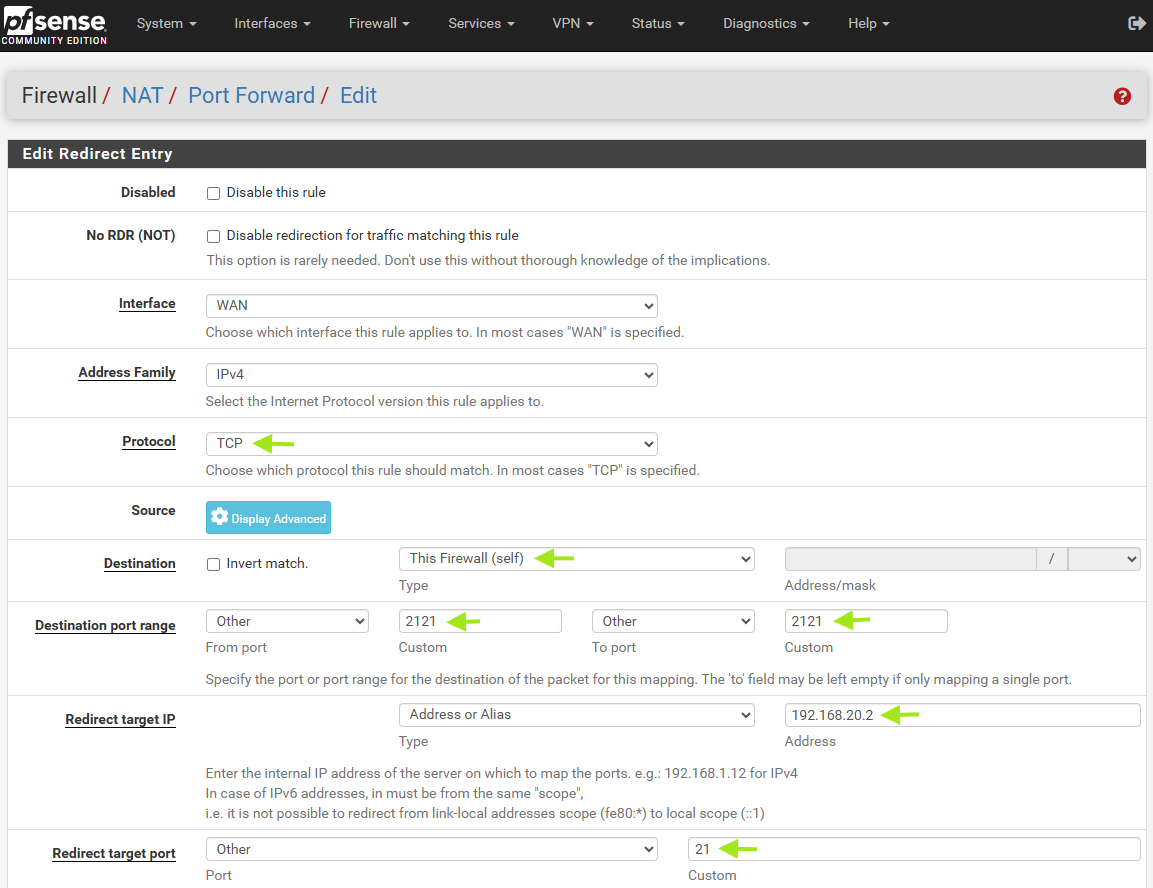 pfsense
COMMUNITY EDITION
System Interfaces Firewall Services VPN Status Diagnostics Help
Firewall / NAT / Port Forward / Edit
Edit Redirect Entry
Disabled Disable this rule
No RDR (NOT) Disable redirection for traffic matching this rule
This option is rarely needed. Don't use this without thorough knowledge of the implications.
Interface WAN
Choose which interface this rule applies to. In most cases "WAN" is specified.
Address Family IPv4
Select the Internet Protocol version this rule applies to.
Protocol TCP
Choose which protocol this rule should match. In most cases "TCP" is specified.
Source Display Advanced
Destination Invert match. This Firewall (self) /
Type Address/mask
Destination port range Other 2121 Other 2121
From port Custom To port Custom
Specify the port or port range for the destination of the packet for this mapping. The 'to' field may be left empty if only mapping a single port.
Redirect target IP Address or Alias 192.168.20.2
Type Address
Enter the internal IP address of the server on which to map the ports. e.g.: 192.168.1.12 for IPv4
In case of IPv6 addresses, in must be from the same "scope",
i.e. it is not possible to redirect from link-local addresses scope (fe80:*) to local scope (::1)
Redirect target port Other 21
Port Custom